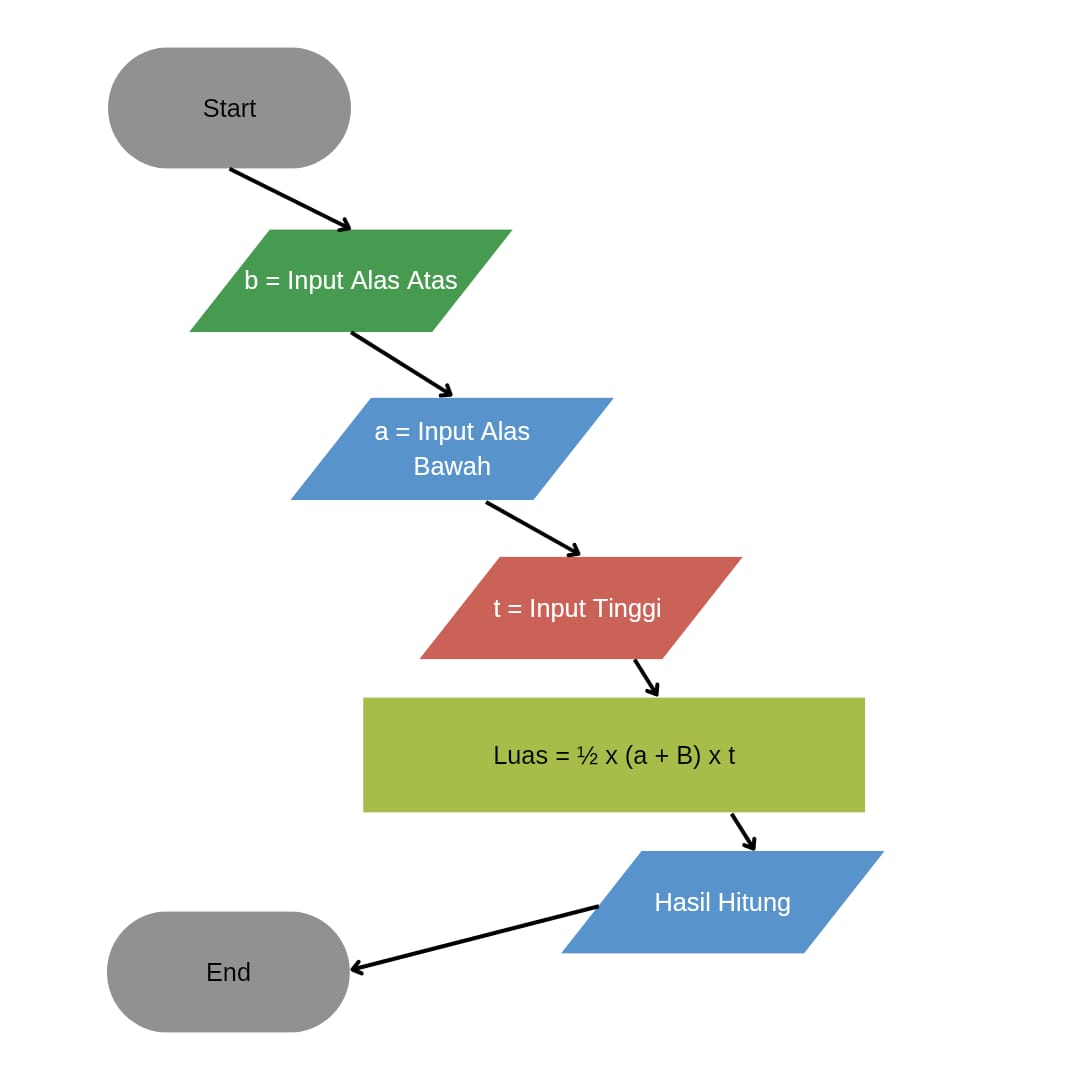 Start
b = Input Alas Atas
a = Input Alas
Bawah
t = Input Tinggi
Luas = ½ x (a + B) x t
Hasil Hitung
End